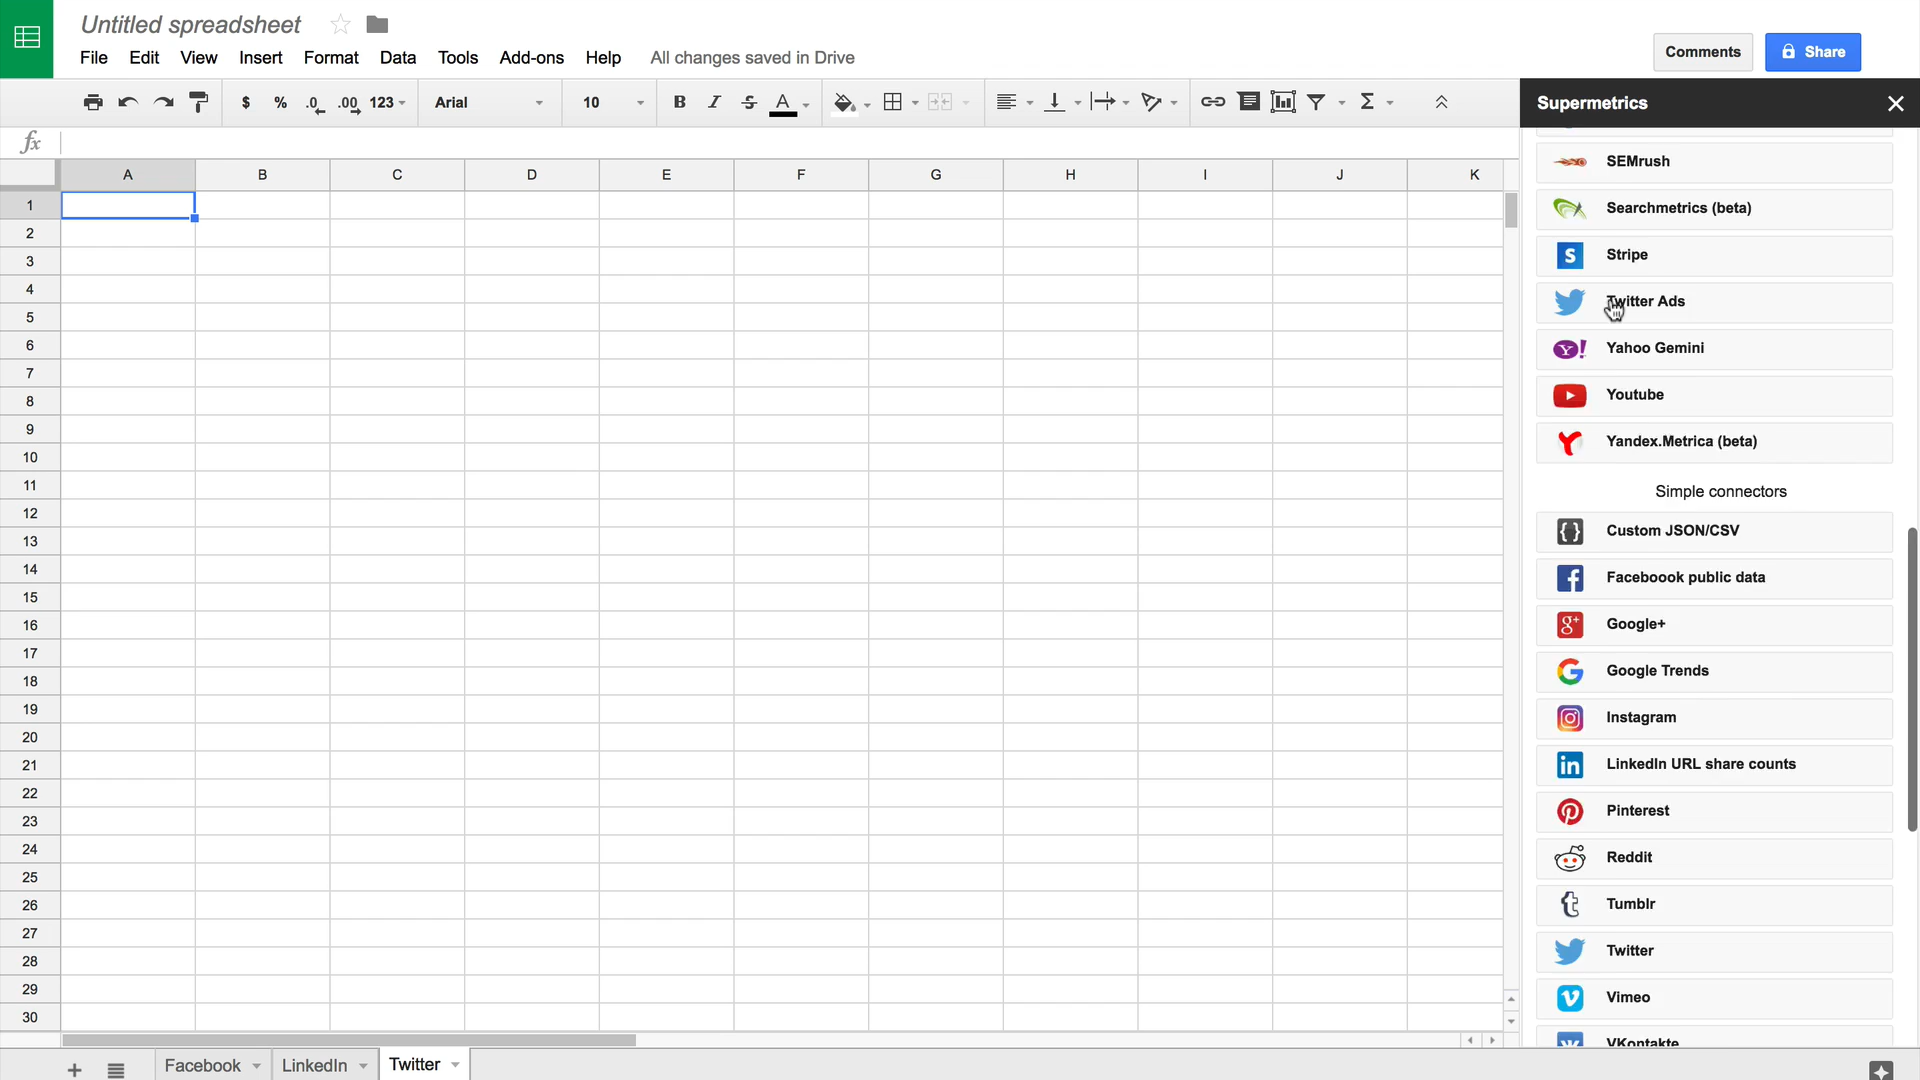 Untitled spreadsheet
File Edit View Insert Format Data Tools Add-ons Help All changes saved in Drive
Comments Share
$ % .0 .00 123 Arial 10 B I S A Σ
Supermetrics
fx
A B C D E F G H I J K
1
2
3
4
5
6
7
8
9
10
11
12
13
14
15
16
17
18
19
20
21
22
23
24
25
26
27
28
29
30
SEMrush
Searchmetrics (beta)
Stripe
Twitter Ads
Yahoo Gemini
Youtube
Yandex.Metrica (beta)
Simple connectors
Custom JSON/CSV
Faceboook public data
Google+
Google Trends
Instagram
LinkedIn URL share counts
Pinterest
Reddit
Tumblr
Twitter
Vimeo
VKontakte
Facebook LinkedIn Twitter